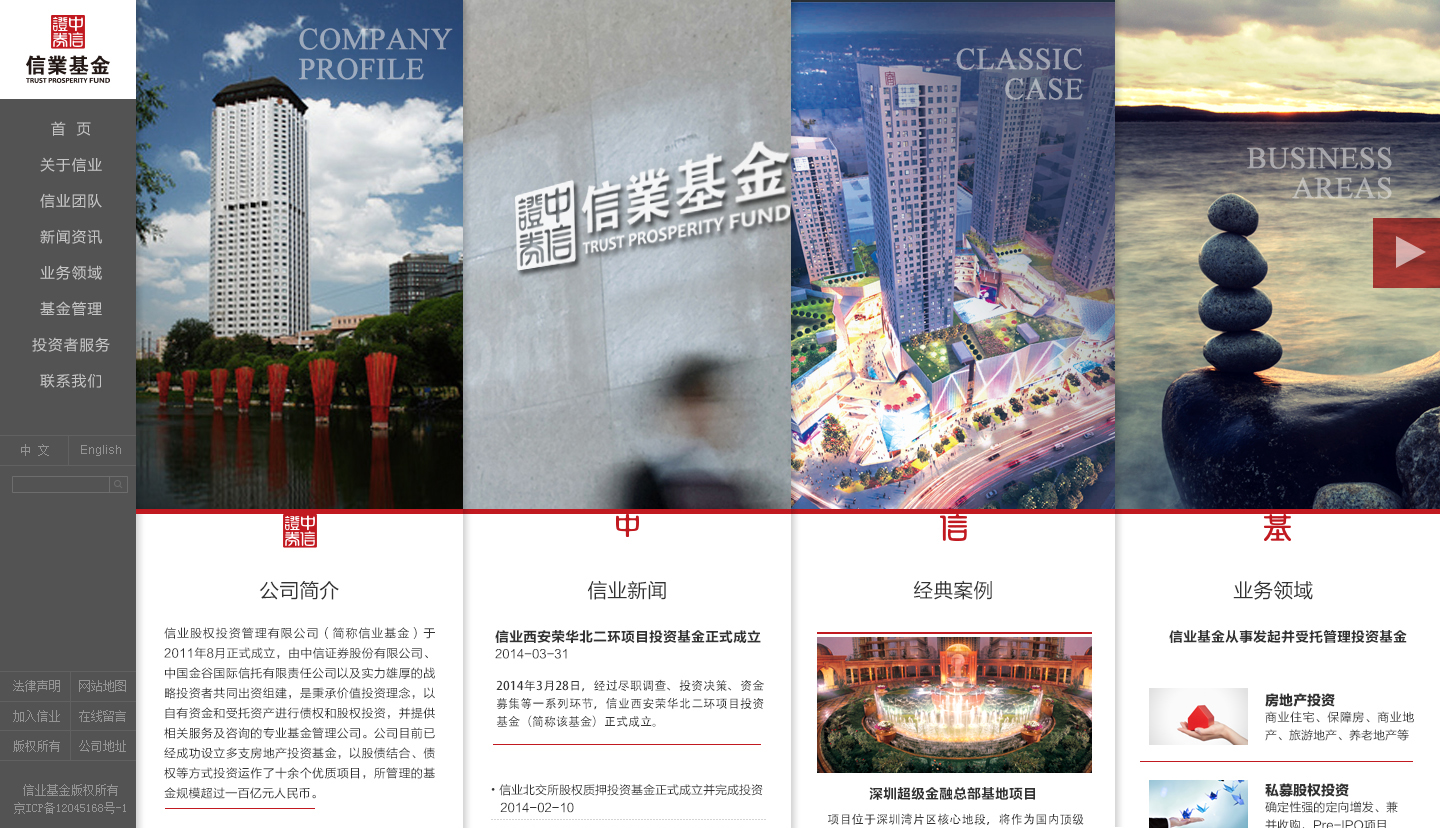 中信
證券
信業基金
TRUST PROSPERITY FUND
首 页
关于信业
信业团队
新闻资讯
业务领域
基金管理
投资者服务
联系我们
中 文
English
法律声明
网站地图
加入信业
在线留言
版权所有
公司地址
信业基金版权所有
京ICP备12045168号-1
COMPANY
PROFILE
中信
證券
信業基金
TRUST PROSPERITY FUND
CLASSIC
CASE
BUSINESS
AREAS
中信
證券
公司简介
信业股权投资管理有限公司（简称信业基金）于
2011年8月正式成立，由中信证券股份有限公司、
中国金谷国际信托有限责任公司以及实力雄厚的战
略投资者共同出资组建，是秉承价值投资理念，以
自有资金和受托资产进行债权和股权投资，并提供
相关服务及咨询的专业基金管理公司。公司目前已
经成功设立多支房地产投资基金，以股债结合、债
权等方式投资运作了十余个优质项目，所管理的基
金规模超过一百亿元人民币。
中
信业新闻
信业西安荣华北二环项目投资基金正式成立
2014-03-31
2014年3月28日，经过尽职调查、投资决策、资金
募集等一系列环节，信业西安荣华北二环项目投资
基金（简称该基金）正式成立。
• 信业北交所股权质押投资基金正式成立并完成投资
2014-02-10
信
经典案例
深圳超级金融总部基地项目
项目位于深圳湾片区核心地段，将作为国内顶级
基
业务领域
信业基金从事发起并受托管理投资基金
房地产投资
商业住宅、保障房、商业地
产、旅游地产、养老地产等
私募股权投资
确定性强的定向增发、兼
并收购、Pre-IPO项目